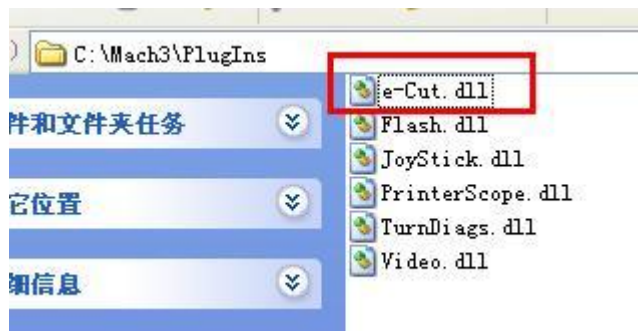 C:\Mach3\PlugIns
件和文件夹任务
它位置
细信息
e-Cut.dll
Flash.dll
JoyStick.dll
PrinterScope.dll
TurnDiags.dll
Video.dll